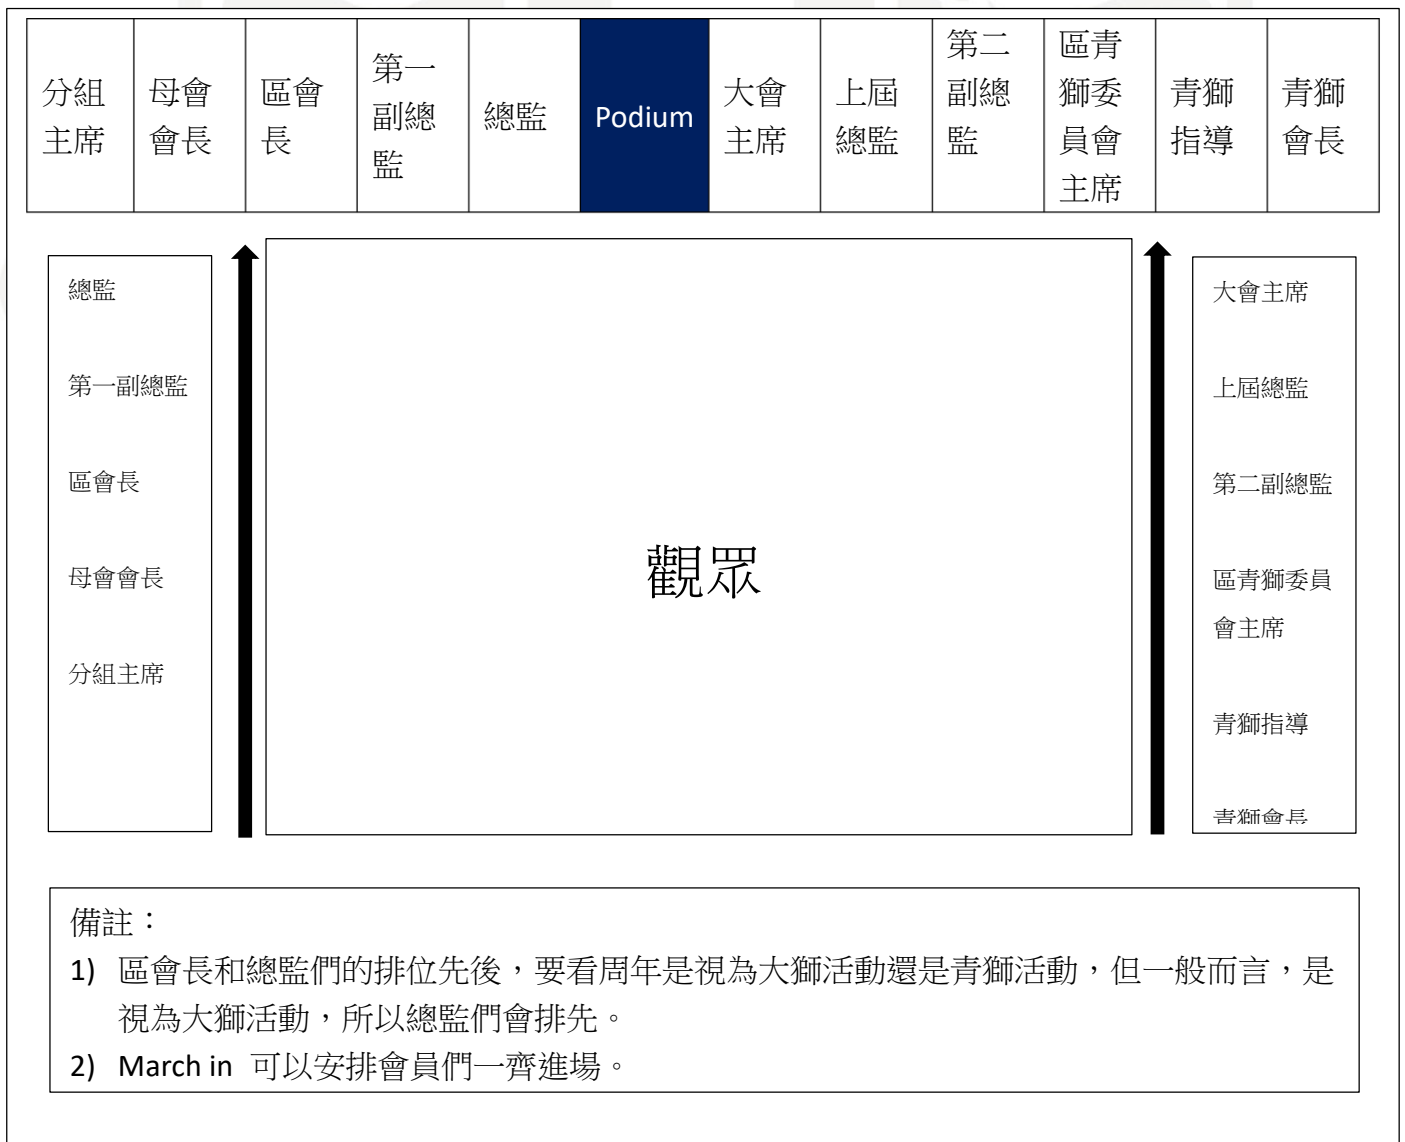 分組
主席
母會
會長
區會
長
第一
副總
監
總監
Podium
大會
主席
上屆
總監
第二
副總
監
區青
獅委
員會
主席
青獅
指導
青獅
會長
總監
第一副總監
區會長
母會會長
分組主席
觀眾
大會主席
上屆總監
第二副總監
區青獅委員
會主席
青獅指導
青獅會長
備註：
1) 區會長和總監們的排位先後，要看周年是視為大獅活動還是青獅活動，但一般而言，是
視為大獅活動，所以總監們會排先。
2) March in 可以安排會員們一齊進場。